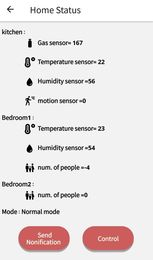 Home Status
kitchen :
Gas sensor= 167
Temperature sensor= 22
Humidity sensor =56
motion sensor =0
Bedroom1 :
Temperature sensor= 23
Humidity sensor =54
num. of people =-4
Bedroom2 :
num. of people =0
Mode : Normal mode
Send
Nonification
Control